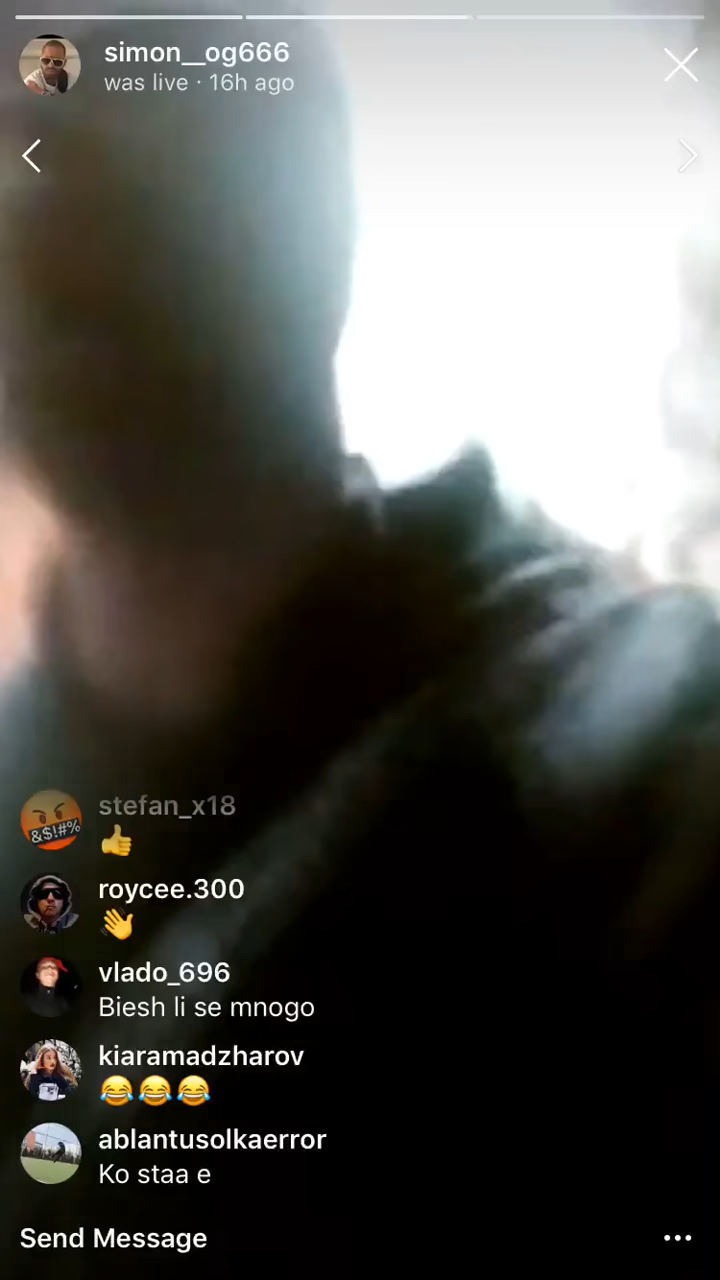 simon__og666
was live · 16h ago
stefan_x18
👍
roycee.300
👋
vlado_696
Biesh li se mnogo
kiaramadzharov
😂😂😂
ablantusolkaerror
Ko staa e
Send Message